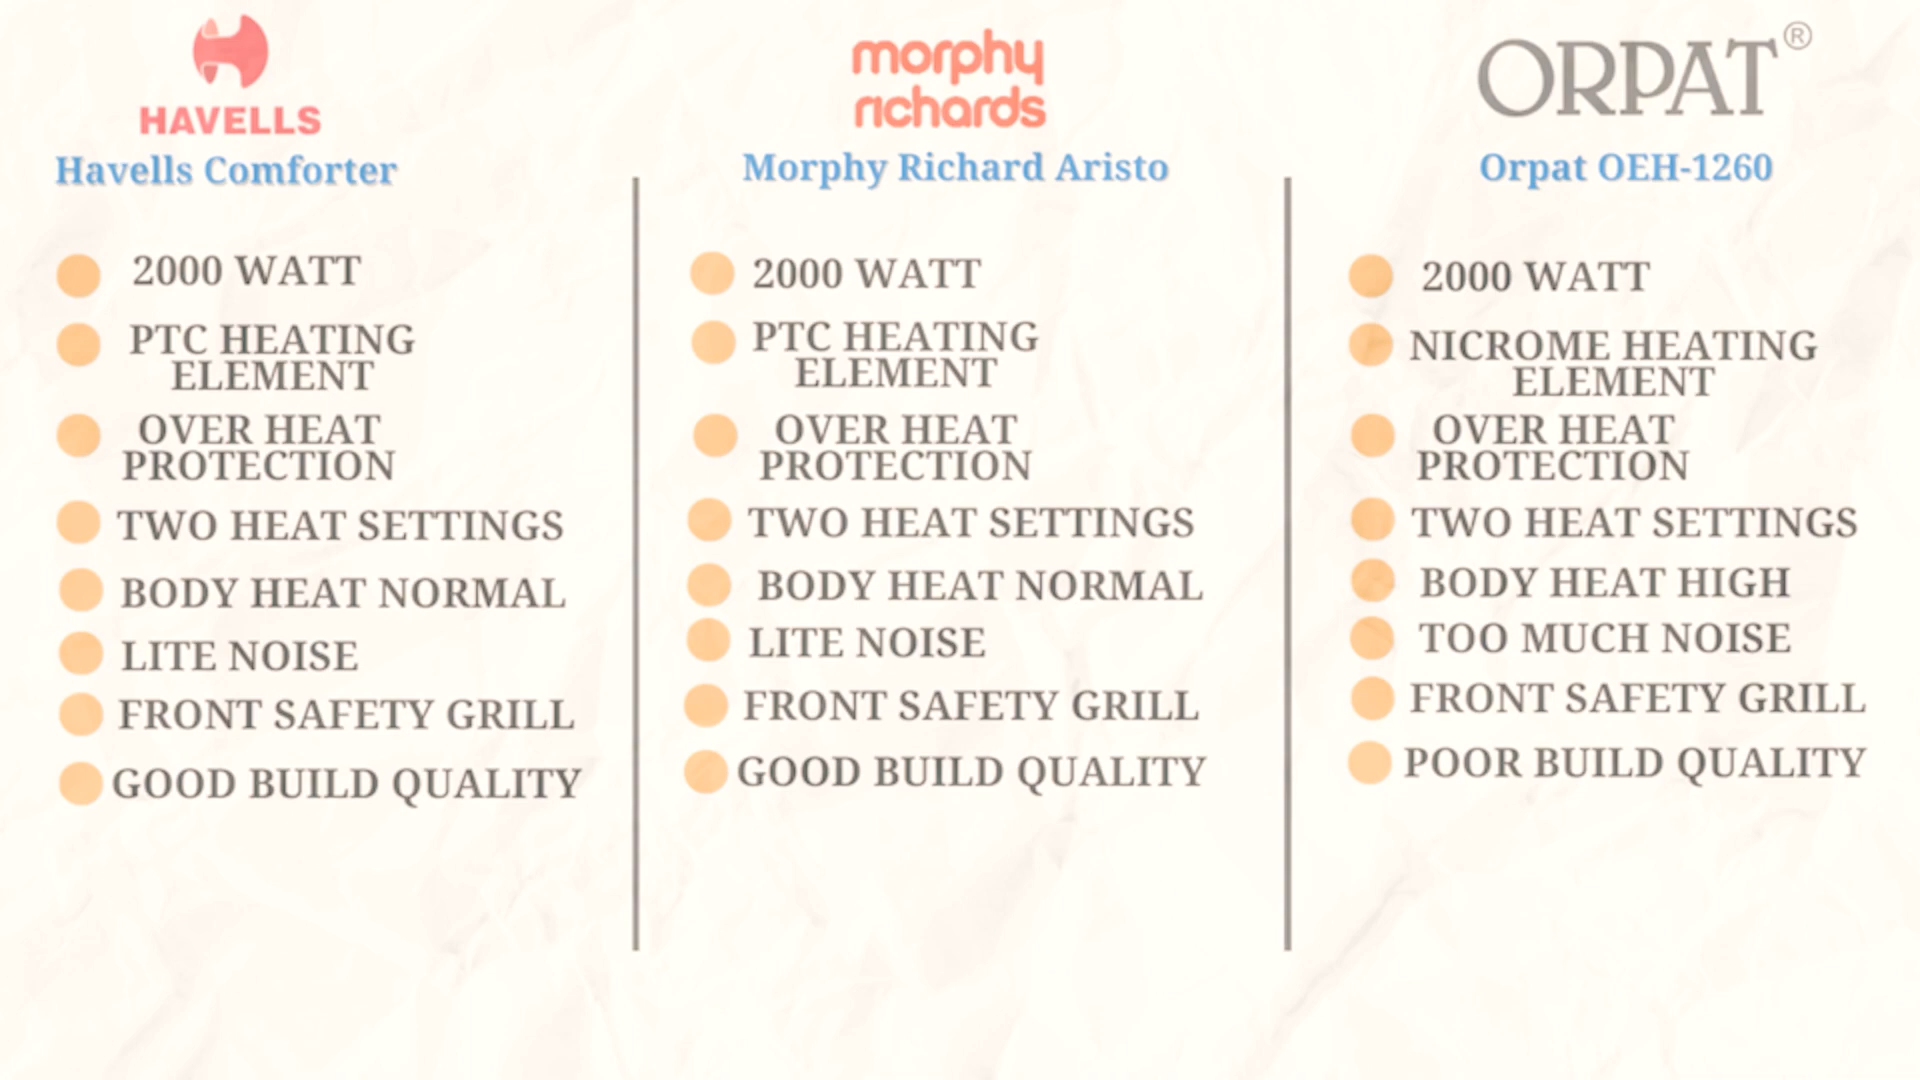 HAVELLS
Havells Comforter
2000 WATT
PTC HEATING
ELEMENT
OVER HEAT
PROTECTION
TWO HEAT SETTINGS
BODY HEAT NORMAL
LITE NOISE
FRONT SAFETY GRILL
GOOD BUILD QUALITY
morphy
richards
Morphy Richard Aristo
2000 WATT
PTC HEATING
ELEMENT
OVER HEAT
PROTECTION
TWO HEAT SETTINGS
BODY HEAT NORMAL
LITE NOISE
FRONT SAFETY GRILL
GOOD BUILD QUALITY
ORPAT®
Orpat OEH-1260
2000 WATT
NICROME HEATING
ELEMENT
OVER HEAT
PROTECTION
TWO HEAT SETTINGS
BODY HEAT HIGH
TOO MUCH NOISE
FRONT SAFETY GRILL
POOR BUILD QUALITY